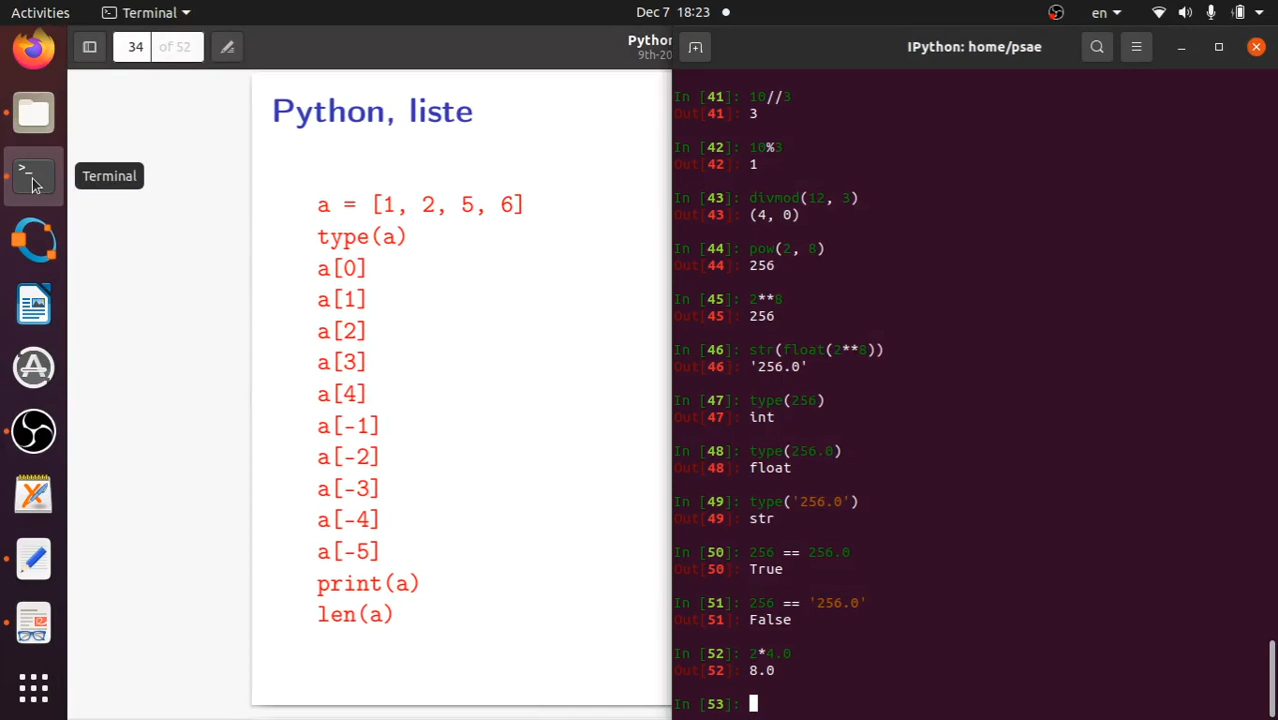 Activities
Terminal
Dec 7 18:23
en
34 of 52
Python
9th-20
IPython: home/psae
Terminal
Python, liste
a = [1, 2, 5, 6]
type(a)
a[0]
a[1]
a[2]
a[3]
a[4]
a[-1]
a[-2]
a[-3]
a[-4]
a[-5]
print(a)
len(a)
In [41]: 10//3
Out[41]: 3
In [42]: 10%3
Out[42]: 1
In [43]: divmod(12, 3)
Out[43]: (4, 0)
In [44]: pow(2, 8)
Out[44]: 256
In [45]: 2**8
Out[45]: 256
In [46]: str(float(2**8))
Out[46]: '256.0'
In [47]: type(256)
Out[47]: int
In [48]: type(256.0)
Out[48]: float
In [49]: type('256.0')
Out[49]: str
In [50]: 256 == 256.0
Out[50]: True
In [51]: 256 == '256.0'
Out[51]: False
In [52]: 2*4.0
Out[52]: 8.0
In [53]: